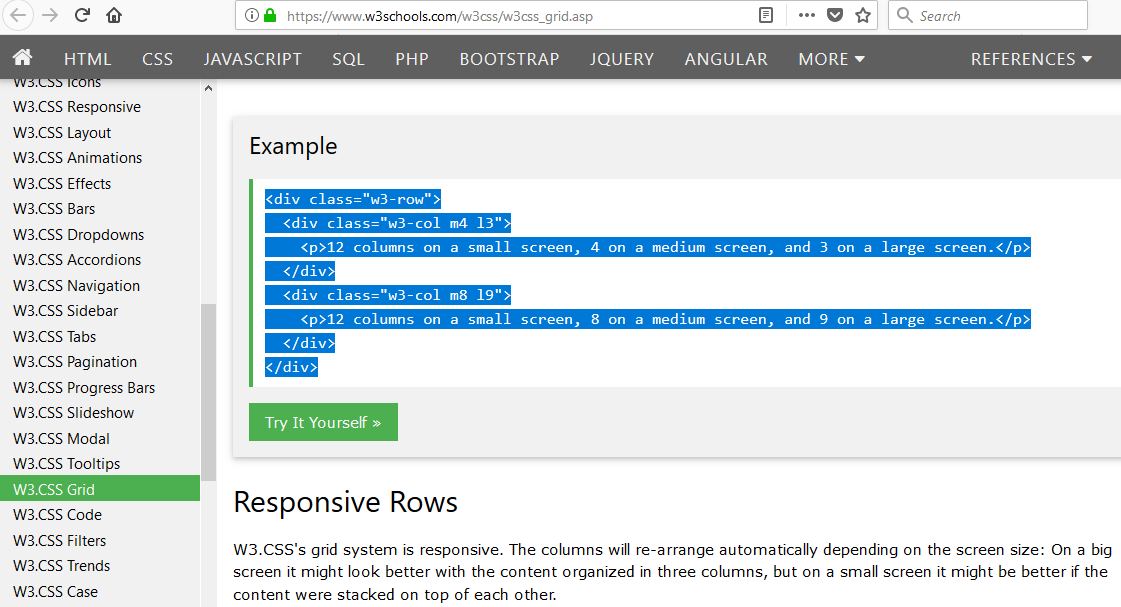 https://www.w3schools.com/w3css/w3css_grid.asp
Search
HTML CSS JAVASCRIPT SQL PHP BOOTSTRAP JQUERY ANGULAR MORE REFERENCES
W3.CSS Icons
W3.CSS Responsive
W3.CSS Layout
W3.CSS Animations
W3.CSS Effects
W3.CSS Bars
W3.CSS Dropdowns
W3.CSS Accordions
W3.CSS Navigation
W3.CSS Sidebar
W3.CSS Tabs
W3.CSS Pagination
W3.CSS Progress Bars
W3.CSS Slideshow
W3.CSS Modal
W3.CSS Tooltips
W3.CSS Grid
W3.CSS Code
W3.CSS Filters
W3.CSS Trends
W3.CSS Case
Example
<div class="w3-row">
  <div class="w3-col m4 l3">
    <p>12 columns on a small screen, 4 on a medium screen, and 3 on a large screen.</p>
  </div>
  <div class="w3-col m8 l9">
    <p>12 columns on a small screen, 8 on a medium screen, and 9 on a large screen.</p>
  </div>
</div>
Try It Yourself »
Responsive Rows
W3.CSS's grid system is responsive. The columns will re-arrange automatically depending on the screen size: On a big
screen it might look better with the content organized in three columns, but on a small screen it might be better if the
content were stacked on top of each other.